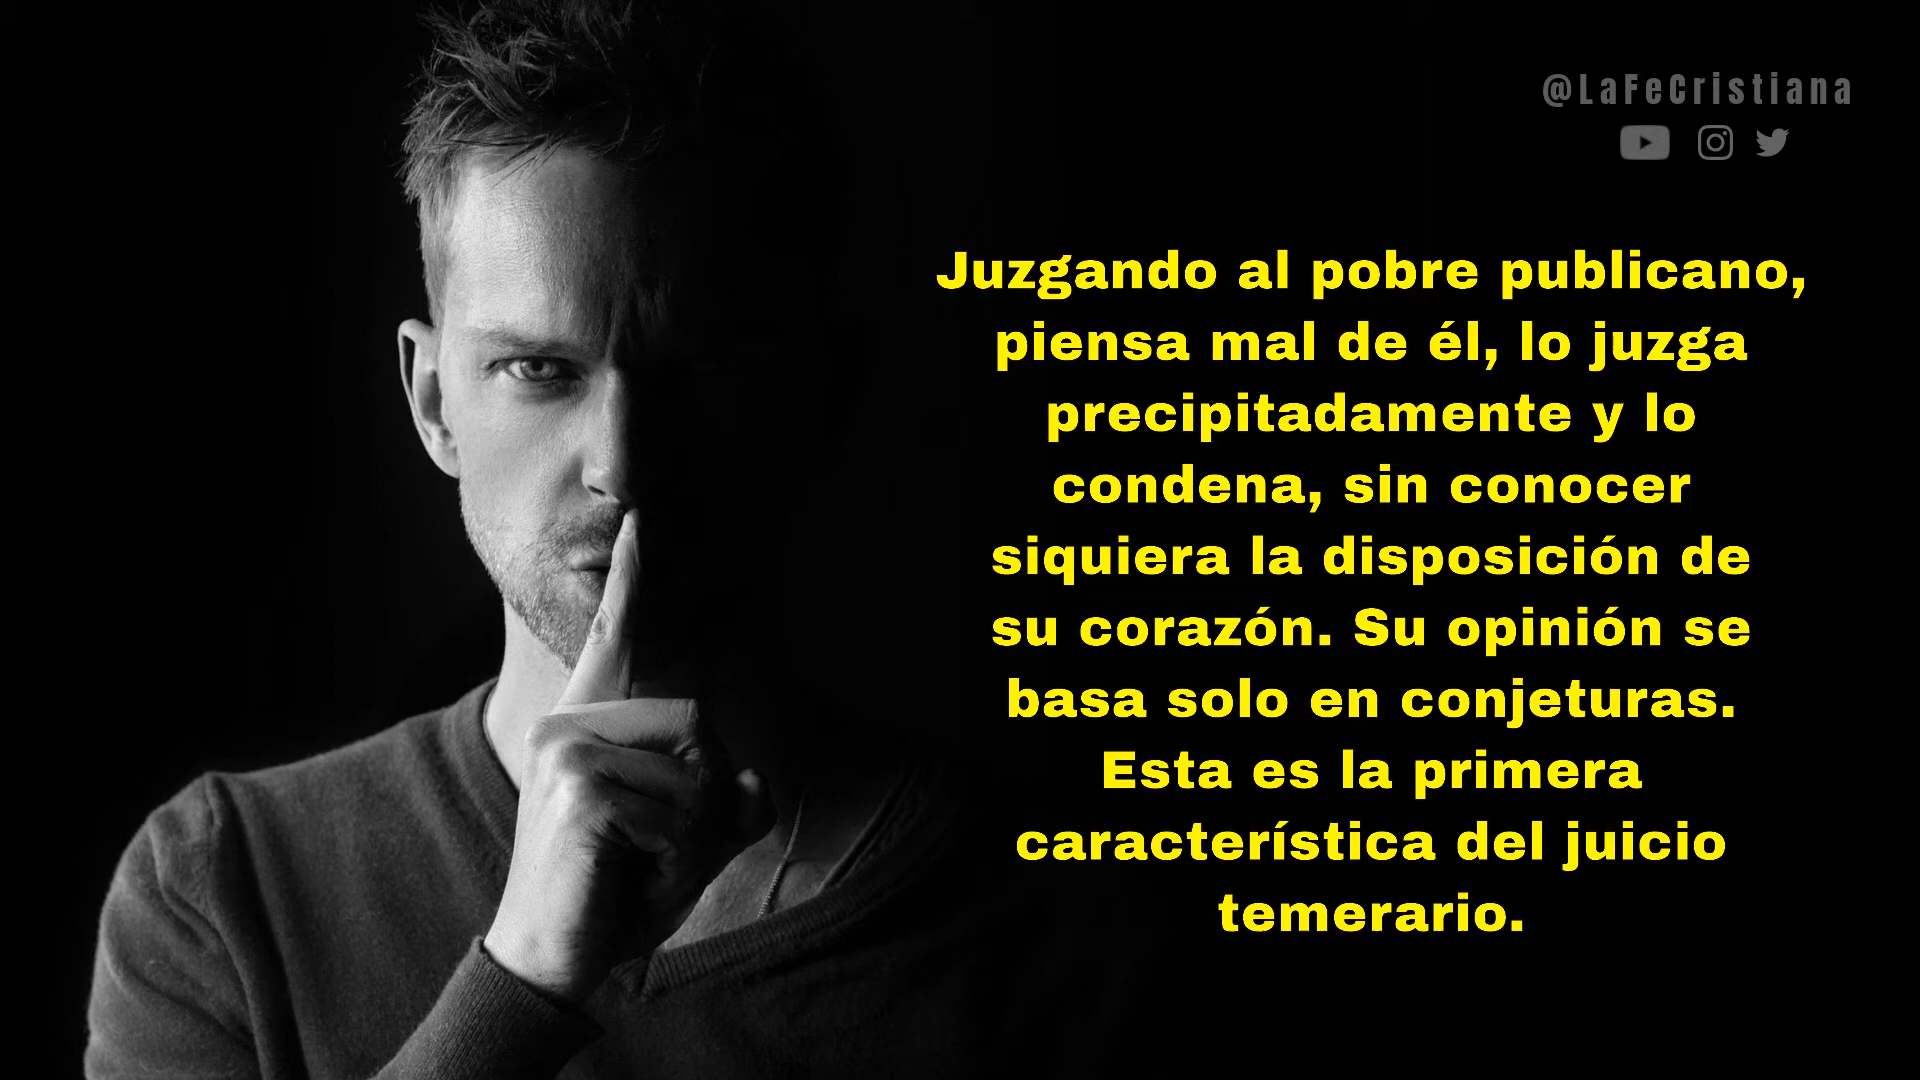 @LaFeCristiana
Juzgando al pobre publicano,
piensa mal de él, lo juzga
precipitadamente y lo
condena, sin conocer
siquiera la disposición de
su corazón. Su opinión se
basa solo en conjeturas.
Esta es la primera
característica del juicio
temerario.